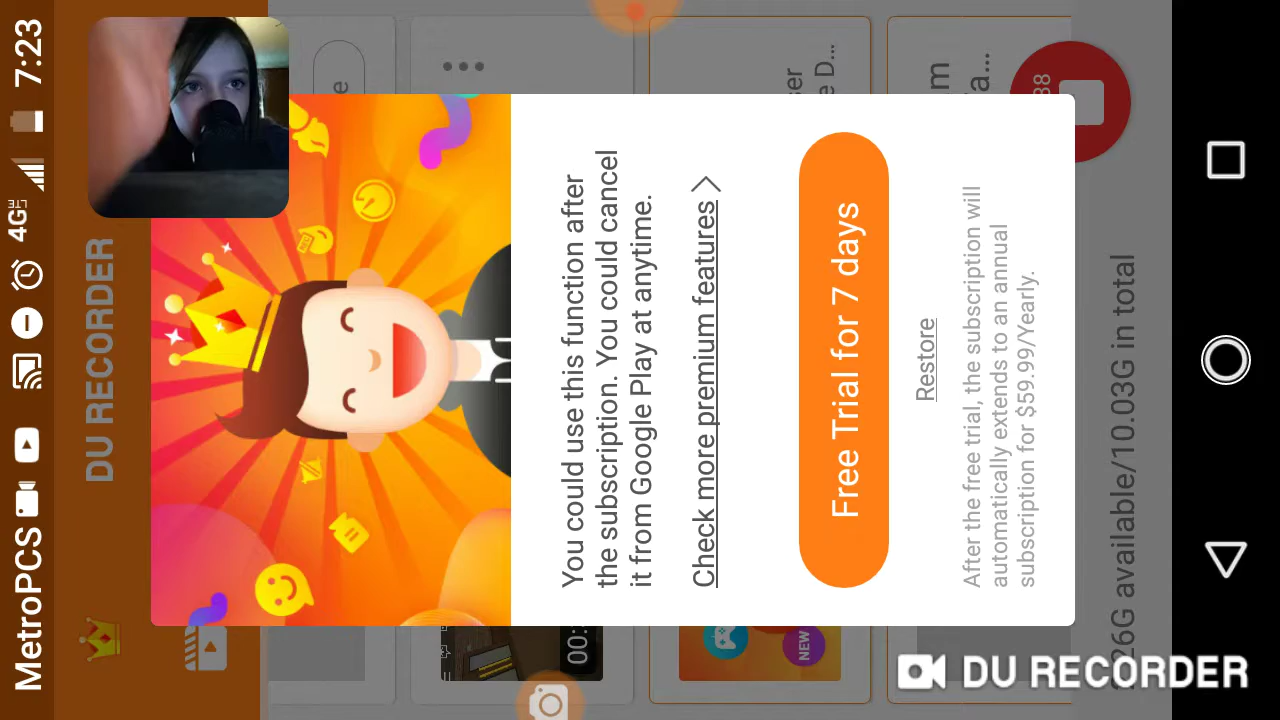 MetroPCS
4G LTE
7:23
DU RECORDER
You could use this function after
the subscription. You could cancel
it from Google Play at anytime.
Check more premium features
Free Trial for 7 days
Restore
After the free trial, the subscription will
automatically extends to an annual
subscription for $59.99/Yearly.
NEW
26G available/10.03G in total
DU RECORDER